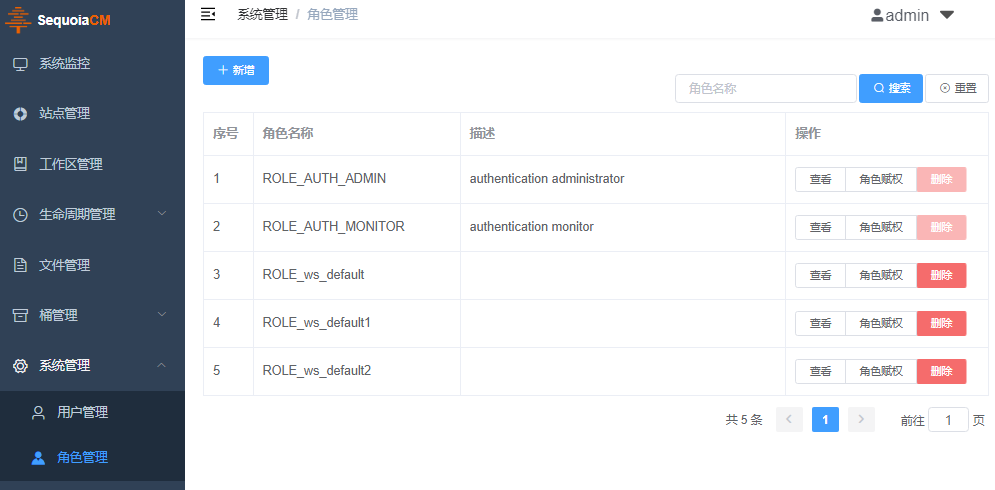 SequoiaCM
系统监控
站点管理
工作区管理
生命周期管理
文件管理
桶管理
系统管理
用户管理
角色管理
系统管理 / 角色管理
admin
新增
角色名称 搜索 重置
序号 角色名称 描述 操作
1 ROLE_AUTH_ADMIN authentication administrator 查看 角色赋权 删除
2 ROLE_AUTH_MONITOR authentication monitor 查看 角色赋权 删除
3 ROLE_ws_default 查看 角色赋权 删除
4 ROLE_ws_default1 查看 角色赋权 删除
5 ROLE_ws_default2 查看 角色赋权 删除
共 5 条 1 前往 1 页